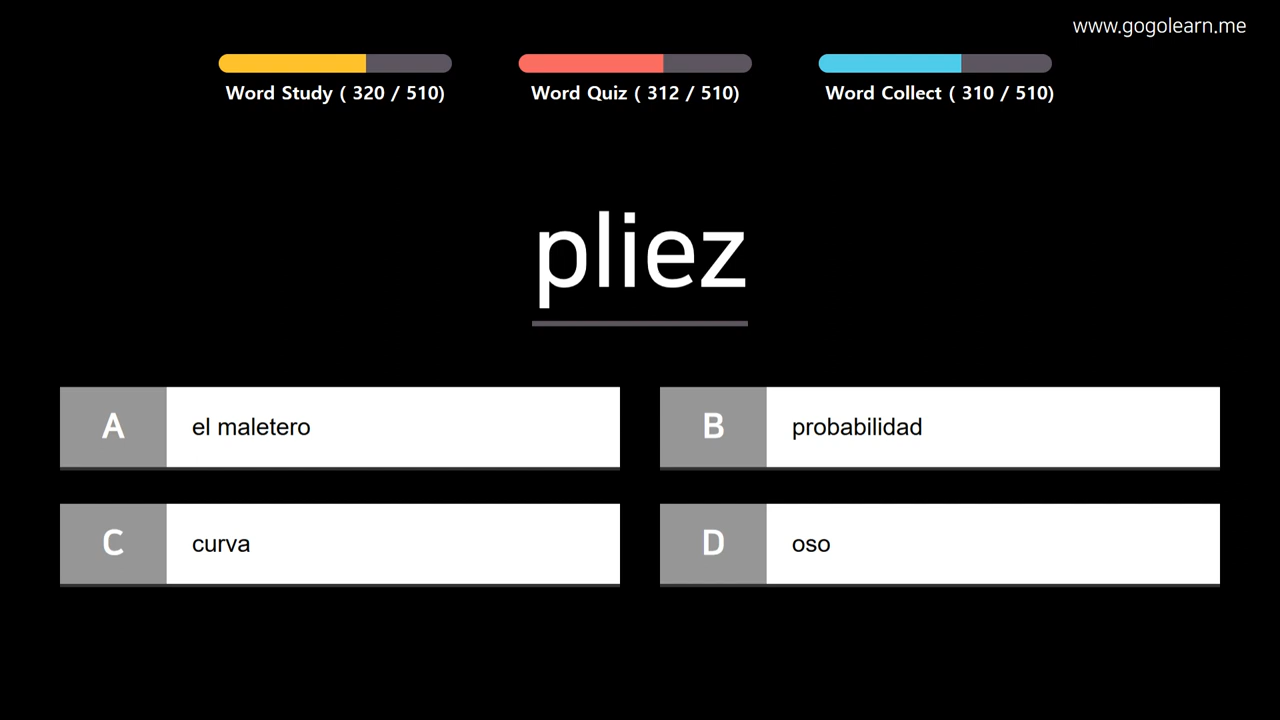 www.gogolearn.me
Word Study ( 320 / 510)
Word Quiz ( 312 / 510)
Word Collect ( 310 / 510)
pliez
A el maletero
B probabilidad
C curva
D oso